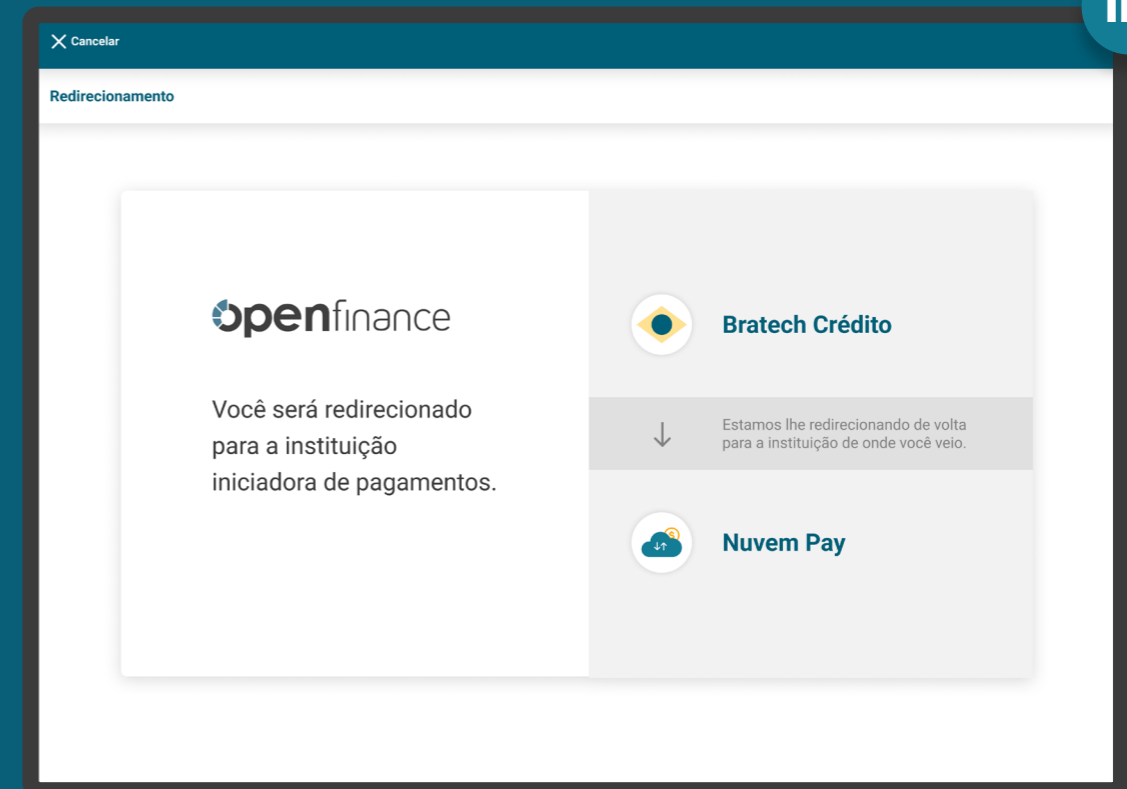 Cancelar
Redirecionamento
openfinance
Você será redirecionado
para a instituição
iniciadora de pagamentos.
Bratech Crédito
Estamos lhe redirecionando de volta
para a instituição de onde você veio.
$
Nuvem Pay